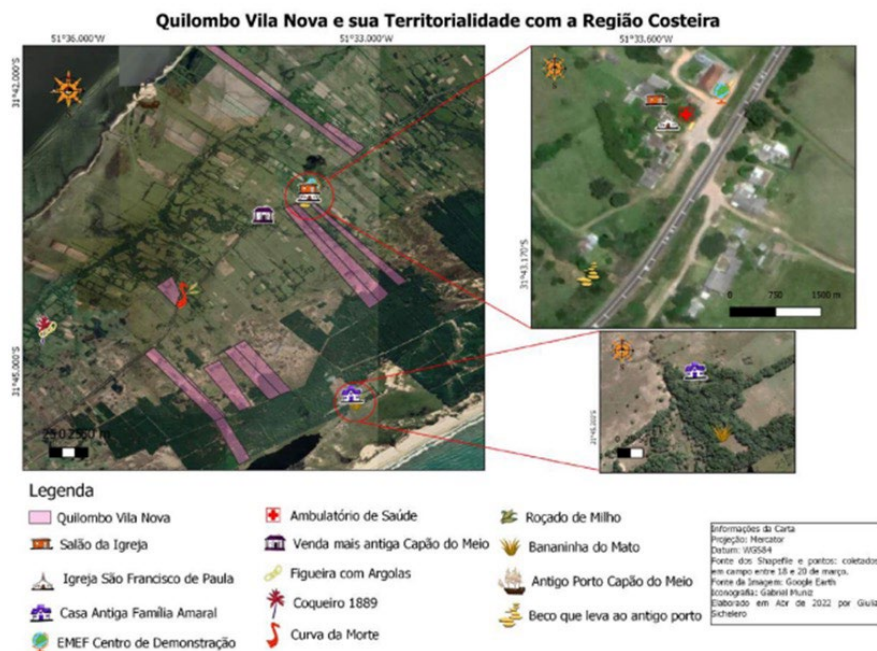 Quilombo Vila Nova e sua Territorialidade com a Região Costeira
51°36.000'W
51°33.000'W
51°33.600'W
31°42.000'S
31°45.000'S
31°43.170'S
S
0 750 1500 m
Legenda
Quilombo Vila Nova
Salão da Igreja
Igreja São Francisco de Paula
Casa Antiga Família Amaral
EMEF Centro de Demonstração
Ambulatório de Saúde
Venda mais antiga Capão do Meio
Figueira com Argolas
Coqueiro 1889
Curva da Morte
Roçado de Milho
Bananinha do Mato
Antigo Porto Capão do Meio
Beco que leva ao antigo porto
Informações da Carta
Projeção: Mercator
Datum: WGS84
Fonte dos Shapefile e pontos: coletados
em campo entre 18 e 20 de março.
Fonte da Imagem: Google Earth
Iconografia: Gabriel Muniz
Elaborado em Abr de 2022 por Giulia
Sichelero